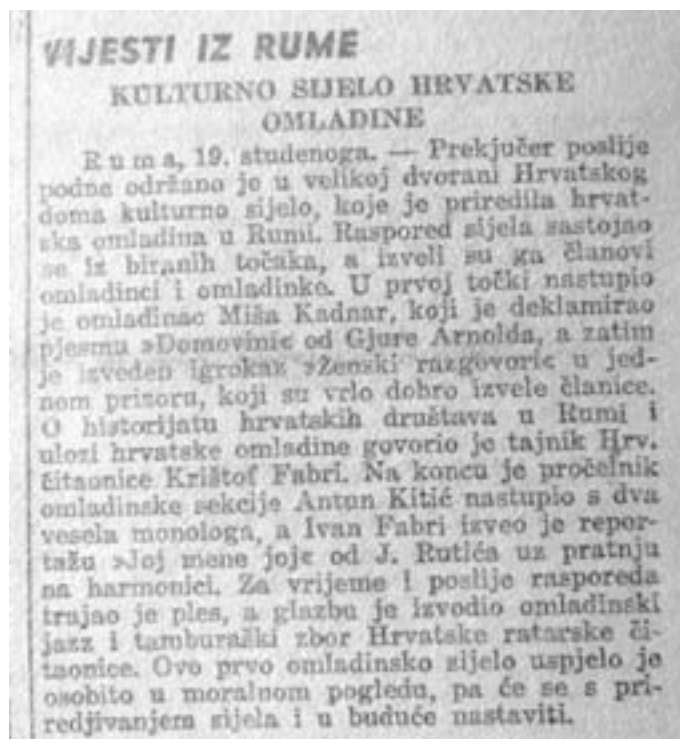 VIJESTI IZ RUME
KULTURNO SIJELO HRVATSKE
OMLADINE
Ruma, 19. studenoga. — Prekjučer poslije
podne održano je u velikoj dvorani Hrvatskog
doma kulturno sijelo, koje je priredila hrvat-
ska omladina u Rumi. Raspored sijela sastojao
se iz biranih točaka, a izveli su ga članovi
omladinci i omladinke. U prvoj točki nastupio
je omladinac Miša Kadnar, koji je deklamirao
pjesmu »Domovini« od Gjure Arnolda, a zatim
je izveden igrokaz »Ženski razgovori« u jed-
nom prizoru, koji su vrlo dobro izvele članice.
O historijatu hrvatskih društava u Rumi i
ulozi hrvatske omladine govorio je tajnik Hrv.
čitaonice Krištof Fabri. Na koncu je pročelnik
omladinske sekcije Antun Kitić nastupio s dva
vesela monologa, a Ivan Fabri izveo je repor-
tažu »Joj mene joj« od J. Rutića uz pratnju
na harmonici. Za vrijeme i poslije rasporeda
trajao je ples, a glazbu je izvodio omladinski
jazz i tamburaški zbor Hrvatske ratarske či-
taonice. Ovo prvo omladinsko sijelo uspjelo je
osobito u moralnom pogledu, pa će se s pri-
redjivanjem sijela i u buduće nastaviti.